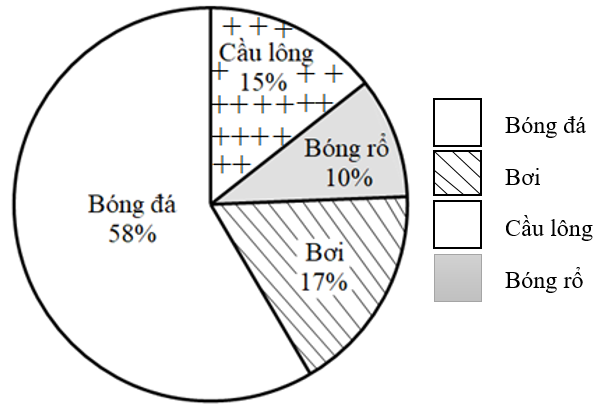 Cầu lông
15%
Bóng rổ
10%
Bóng đá
58%
Bơi
17%
Bóng đá
Bơi
Cầu lông
Bóng rổ